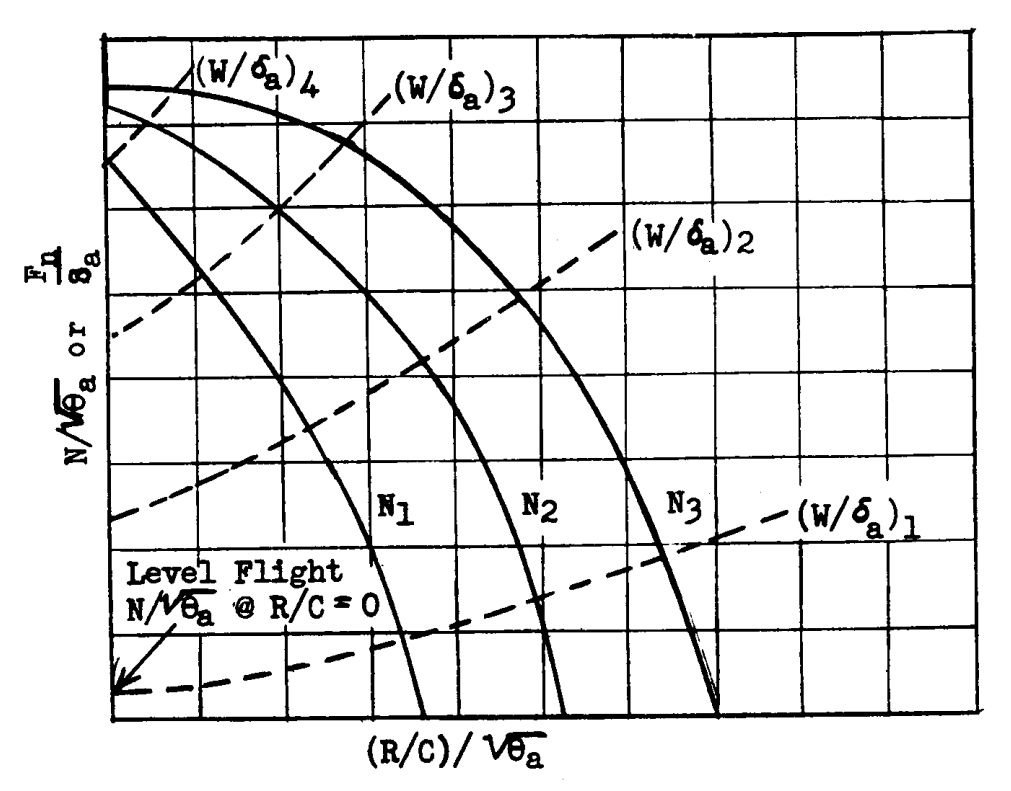 (W/δa)4
(W/δa)3
(W/δa)2
N/√θa or Fn/δa
N1
N2
N3
(W/δa)1
Level Flight
N/√θa @ R/C = 0
(R/C)/ √θa